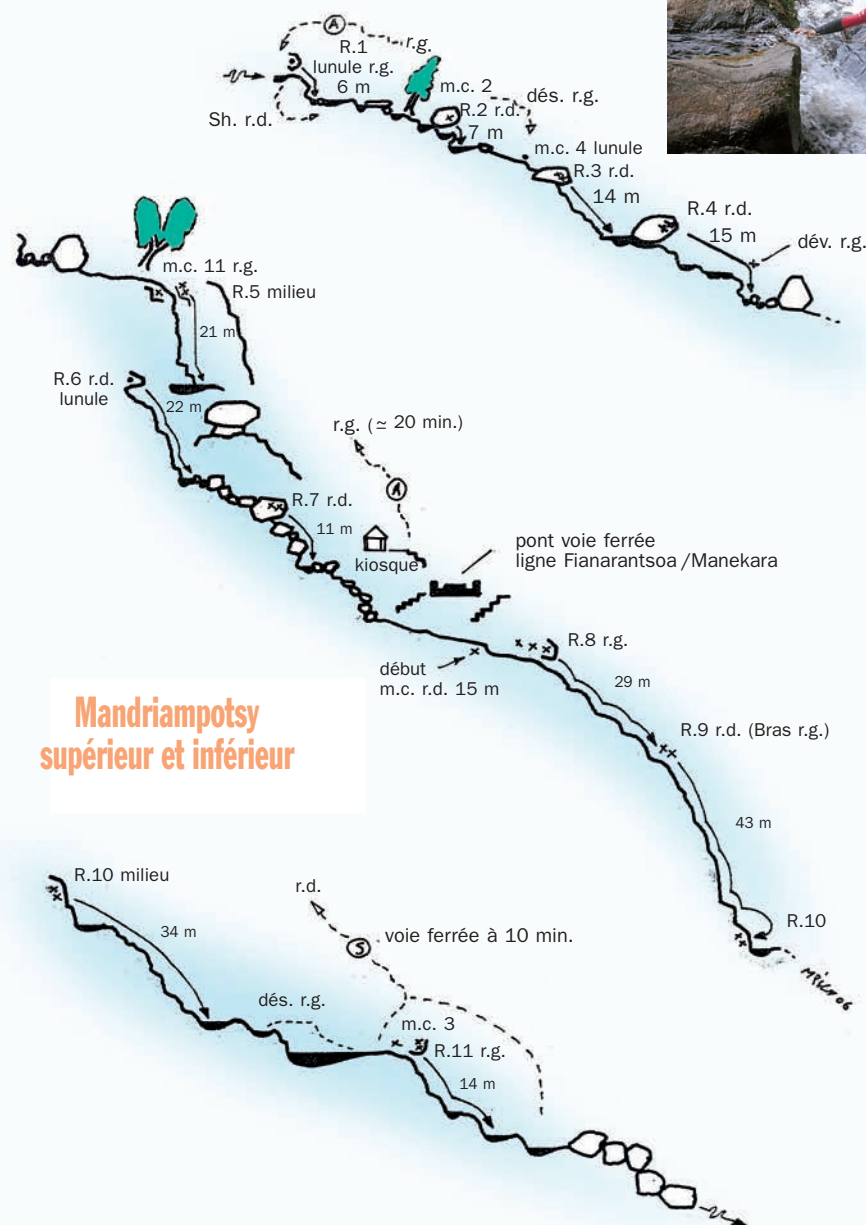 A
r.g.
R.1
lunule r.g.
6 m
Sh. r.d.
m.c. 2
R.2 r.d.
7 m
dés. r.g.
m.c. 4 lunule
R.3 r.d.
14 m
R.4 r.d.
15 m
dév. r.g.
m.c. 11 r.g.
R.5 milieu
21 m
R.6 r.d.
lunule
22 m
r.g. (≃ 20 min.)
A
R.7 r.d.
11 m
kiosque
pont voie ferrée
ligne Fianarantsoa/Manekara
début
m.c. r.d. 15 m
R.8 r.g.
29 m
R.9 r.d. (Bras r.g.)
43 m
R.10
Mandriampotsy
supérieur et inférieur
R.10 milieu
34 m
r.d.
S
voie ferrée à 10 min.
dés. r.g.
m.c. 3
R.11 r.g.
14 m